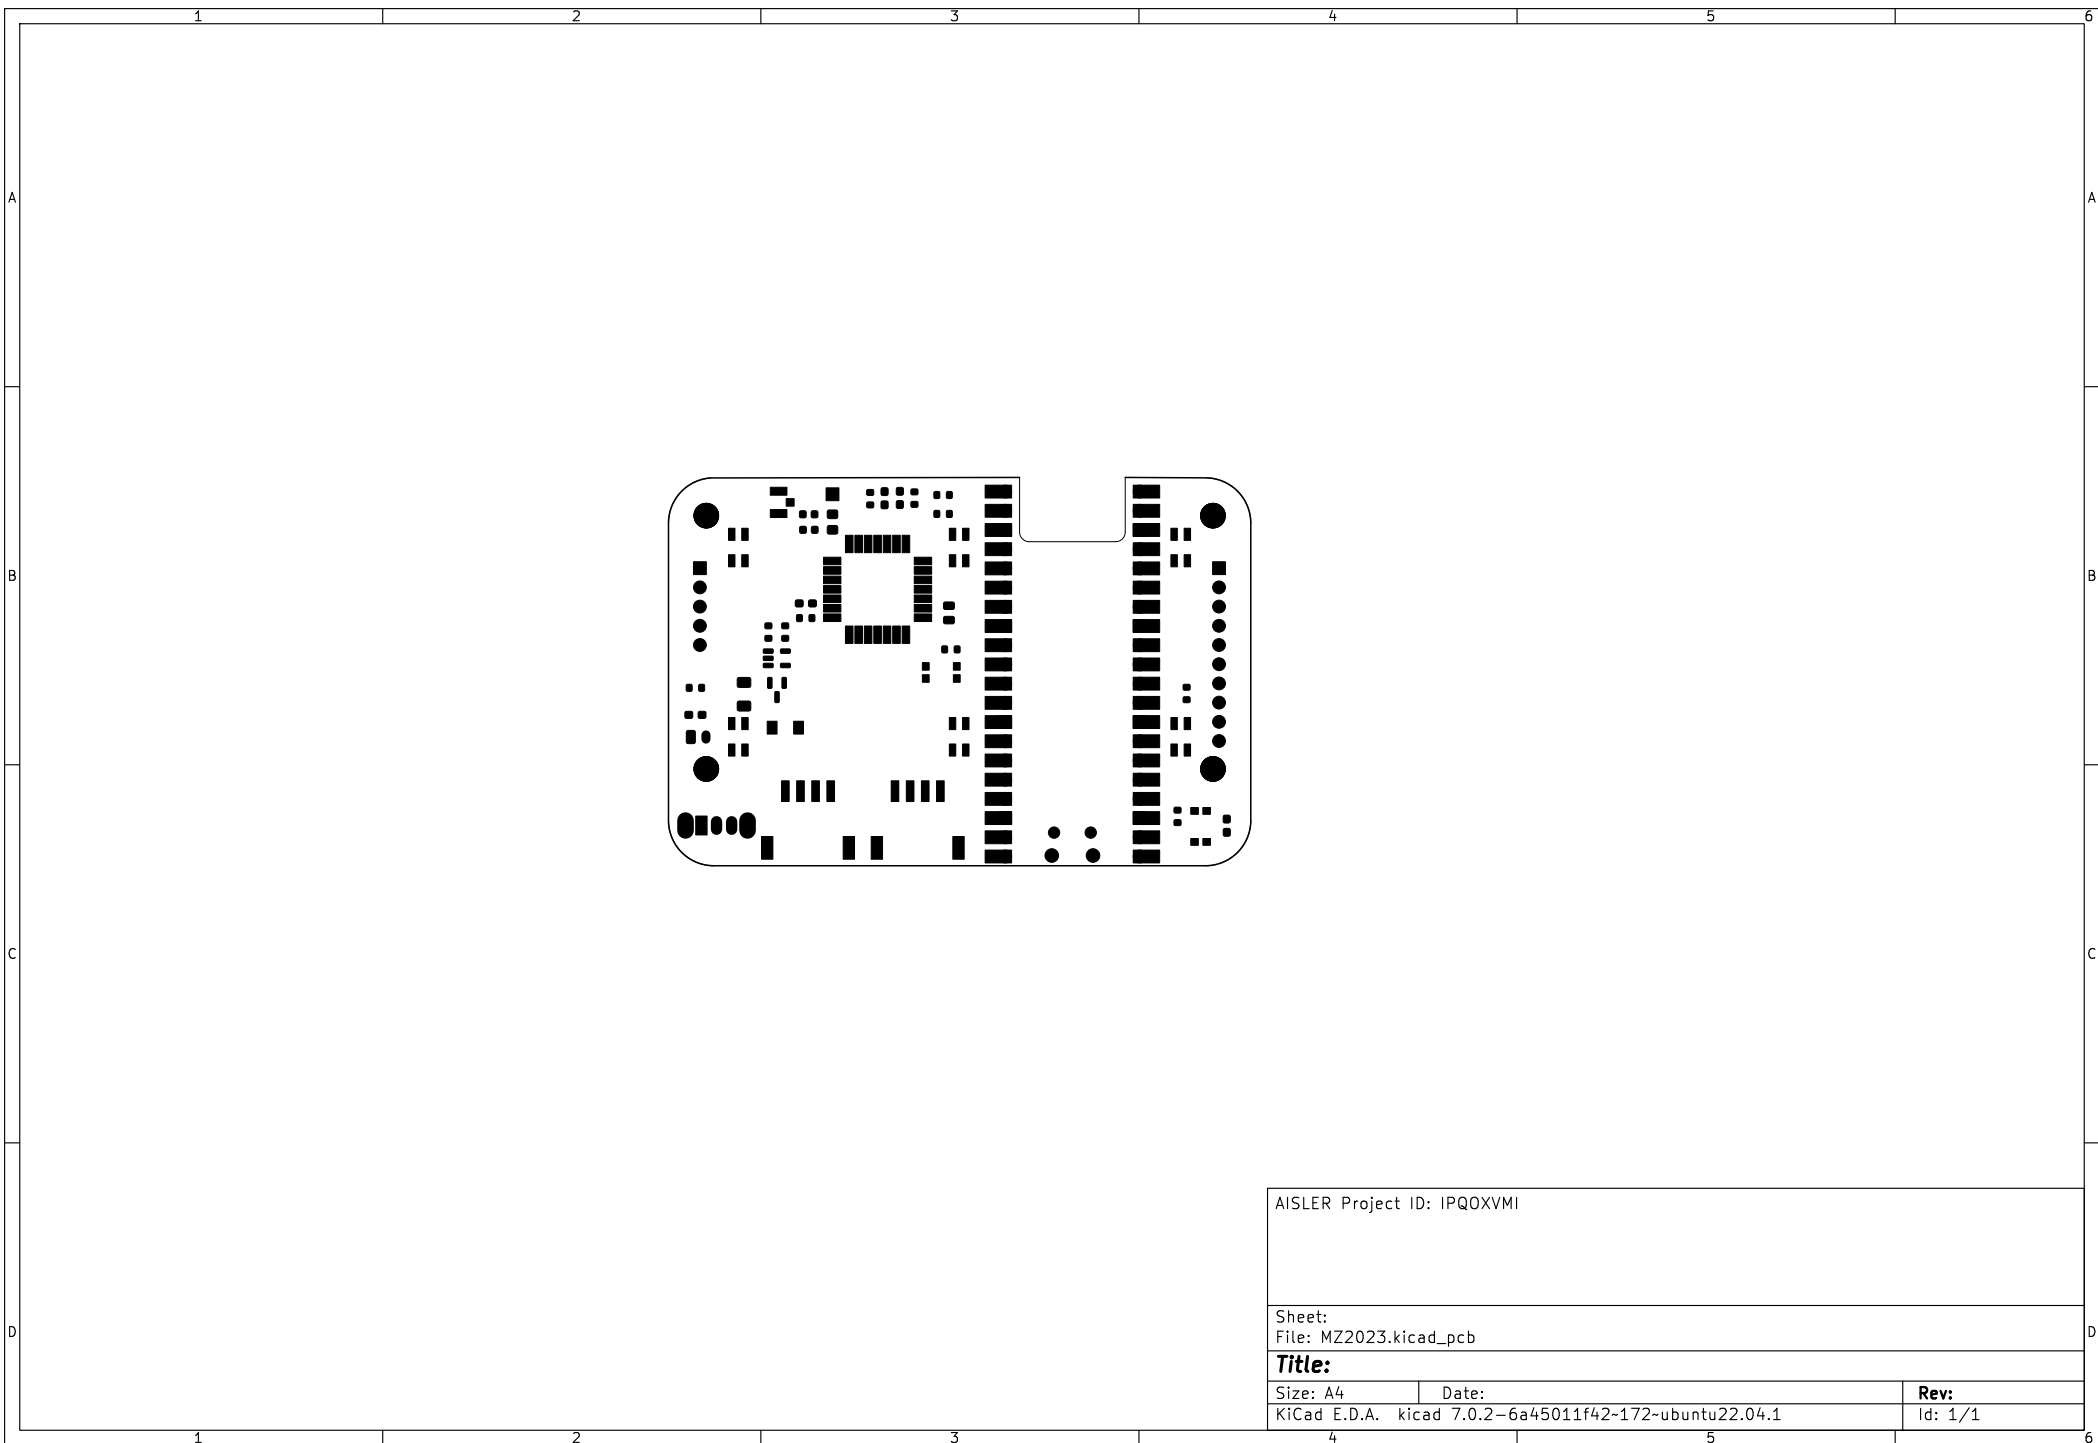 1 2 3 4 5 6
A A
B B
C C
D D
AISLER Project ID: IPQOXVMI
Sheet:
File: MZ2023.kicad_pcb
Title:
Size: A4 Date: Rev:
KiCad E.D.A. kicad 7.0.2-6a45011f42~172~ubuntu22.04.1 Id: 1/1
1 2 3 4 5 6